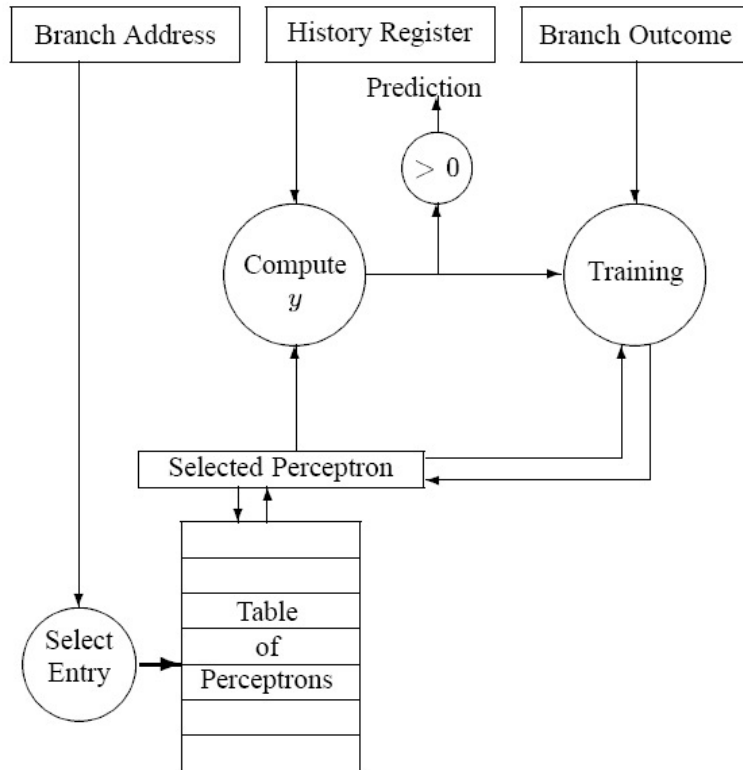 Branch Address
History Register
Branch Outcome
Prediction
> 0
Compute
y
Training
Selected Perceptron
Table
of
Perceptrons
Select
Entry